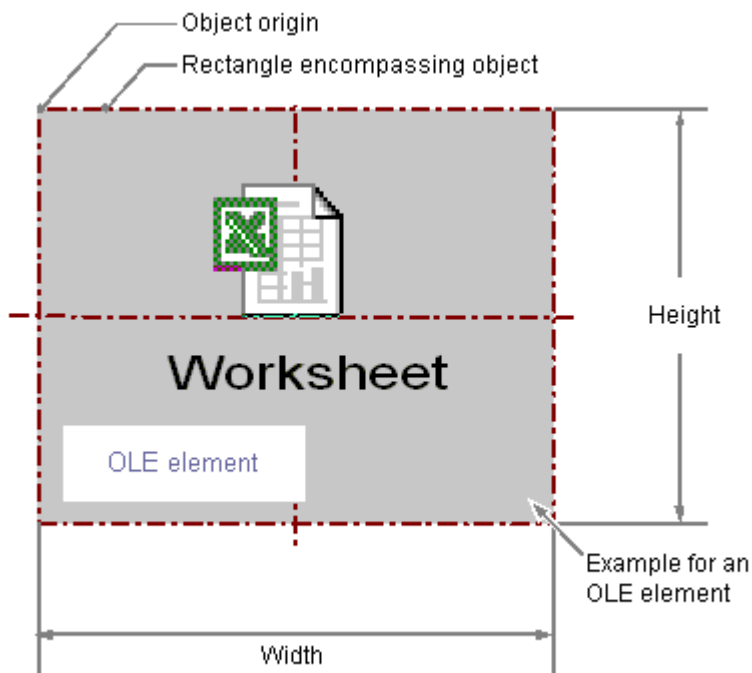 Object origin
Rectangle encompassing object
Height
Worksheet
OLE element
Example for an
OLE element
Width